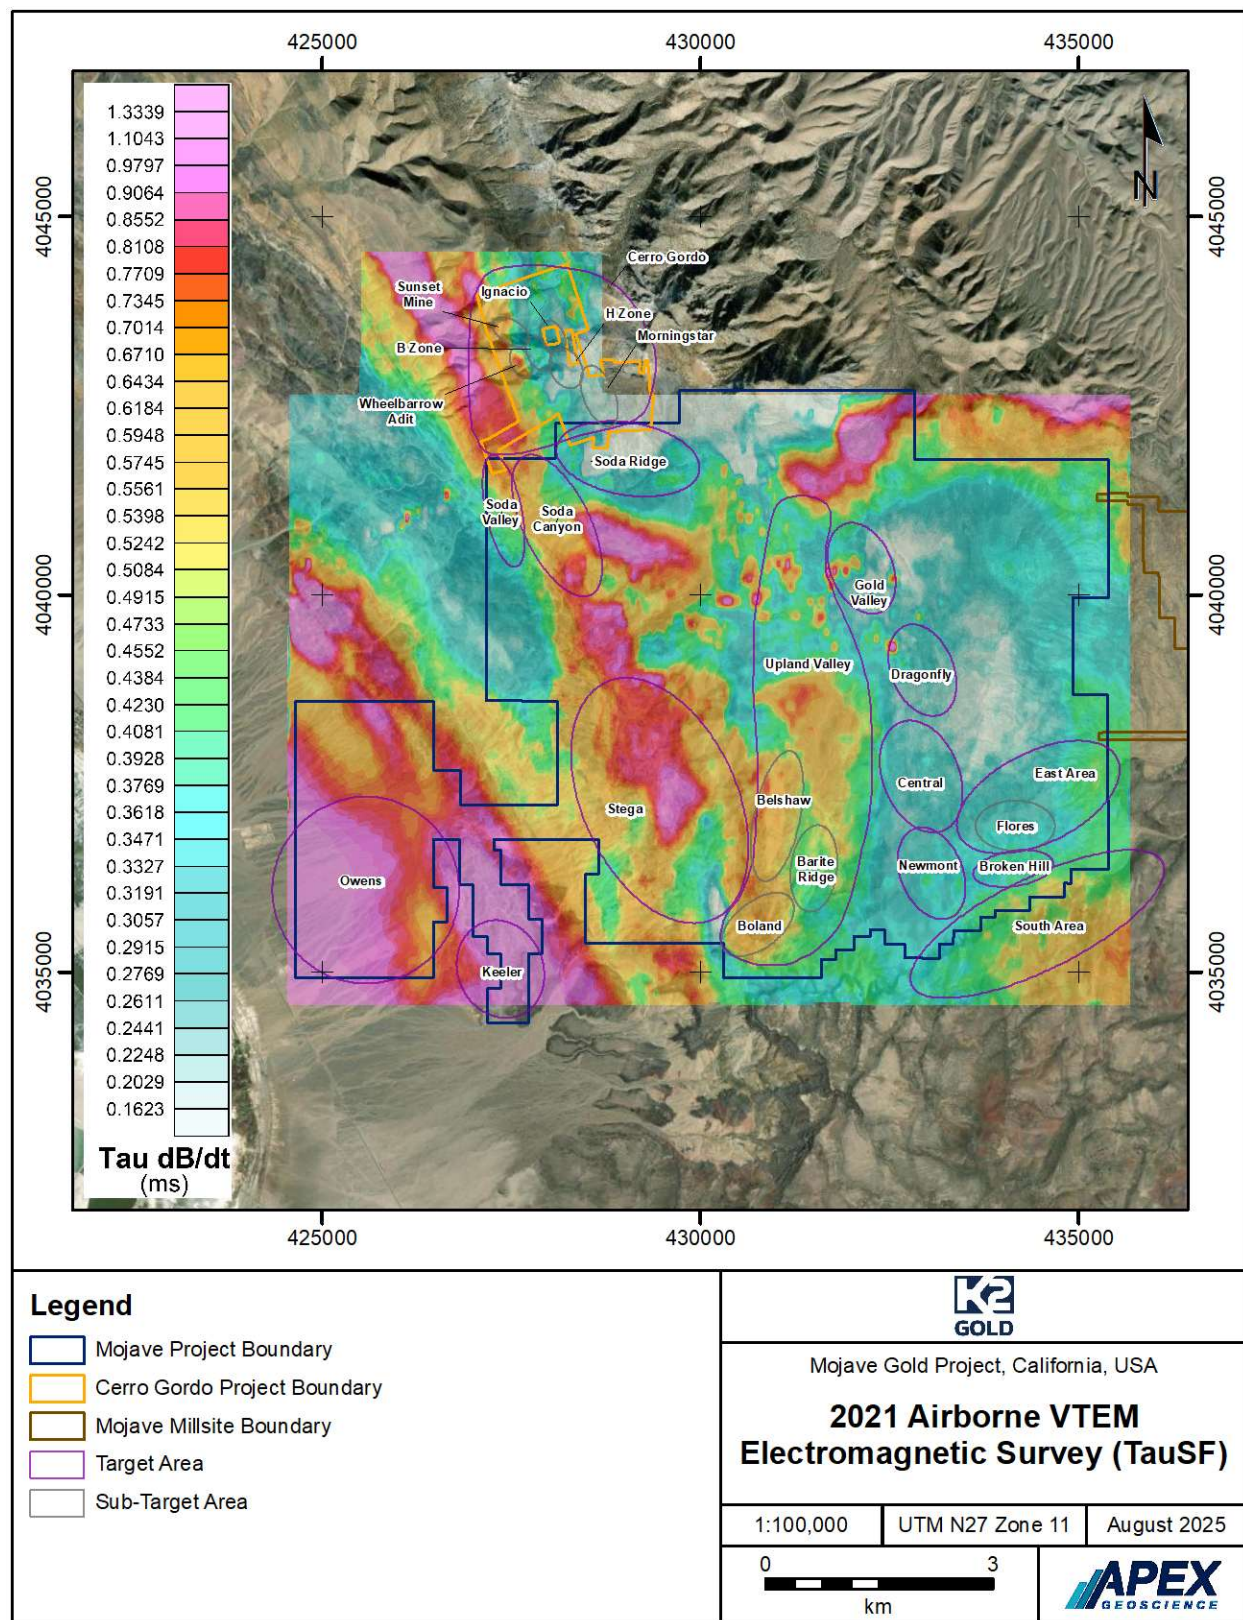 425000
430000
435000
4045000
4045000
4040000
4040000
4035000
4035000
N
1.3339
1.1043
0.9797
0.9064
0.8552
0.8108
0.7709
0.7345
0.7014
0.6710
0.6434
0.6184
0.5948
0.5745
0.5561
0.5398
0.5242
0.5084
0.4915
0.4733
0.4552
0.4384
0.4230
0.4081
0.3928
0.3769
0.3618
0.3471
0.3327
0.3191
0.3057
0.2915
0.2769
0.2611
0.2441
0.2248
0.2029
0.1623
Tau dB/dt
(ms)
Cerro Gordo
Sunset
Mine
Ignacio
H Zone
Morningstar
B Zone
Wheelbarrow
Adit
Soda Ridge
Soda
Valley
Soda
Canyon
Gold
Valley
Upland Valley
Dragonfly
East Area
Central
Belshaw
Stega
Flores
Barite
Ridge
Newmont
Broken Hill
Owens
Boland
South Area
Keeler
425000
430000
435000
Legend
Mojave Project Boundary
Cerro Gordo Project Boundary
Mojave Millsite Boundary
Target Area
Sub-Target Area
K2
GOLD
Mojave Gold Project, California, USA
2021 Airborne VTEM
Electromagnetic Survey (TauSF)
1:100,000
UTM N27 Zone 11
August 2025
0
3
km
APEX
GEOSCIENCE